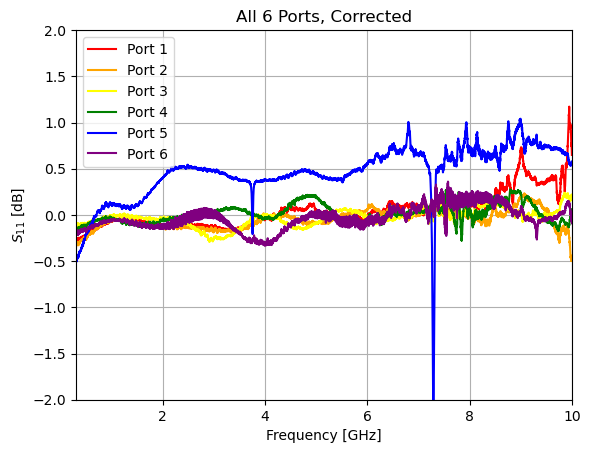 All 6 Ports, Corrected
Port 1
Port 2
Port 3
Port 4
Port 5
Port 6
2.0
1.5
1.0
0.5
0.0
−0.5
−1.0
−1.5
−2.0
S₁₁ [dB]
2 4 6 8 10
Frequency [GHz]